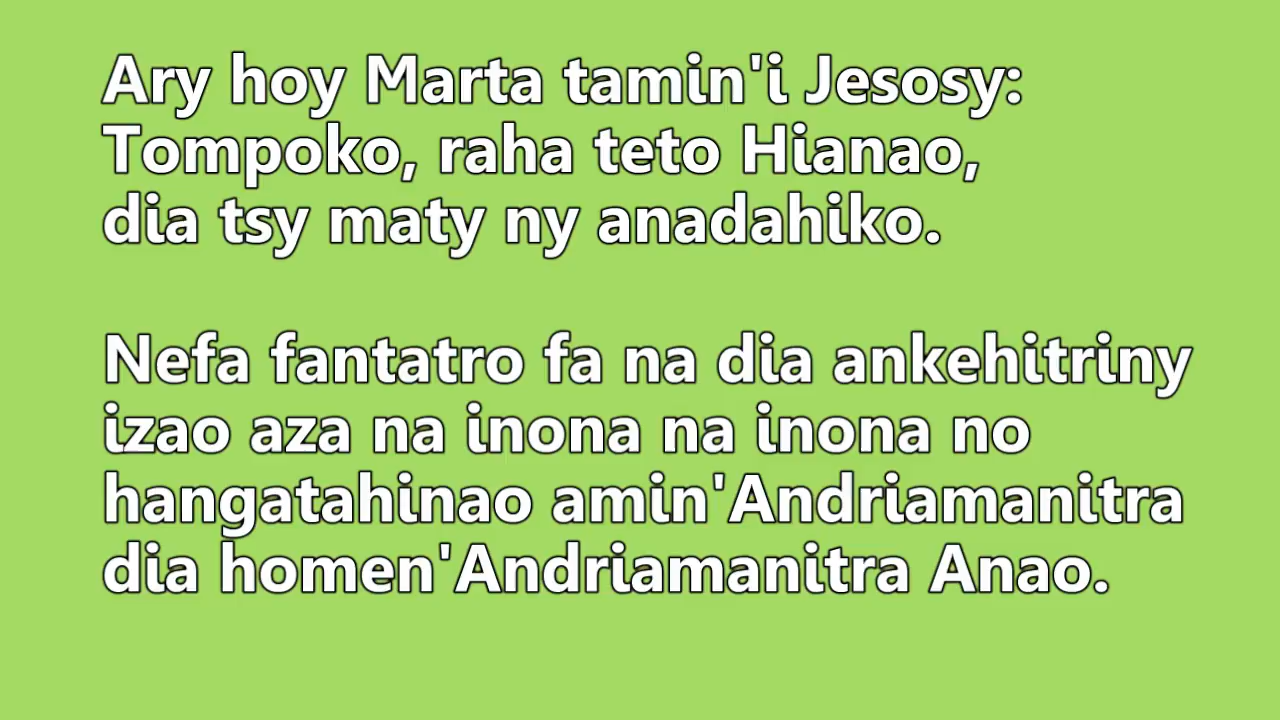 Ary hoy Marta tamin'i Jesosy:
Tompoko, raha teto Hianao,
dia tsy maty ny anadahiko.
Nefa fantatro fa na dia ankehitriny
izao aza na inona na inona no
hangatahinao amin'Andriamanitra
dia homen'Andriamanitra Anao.